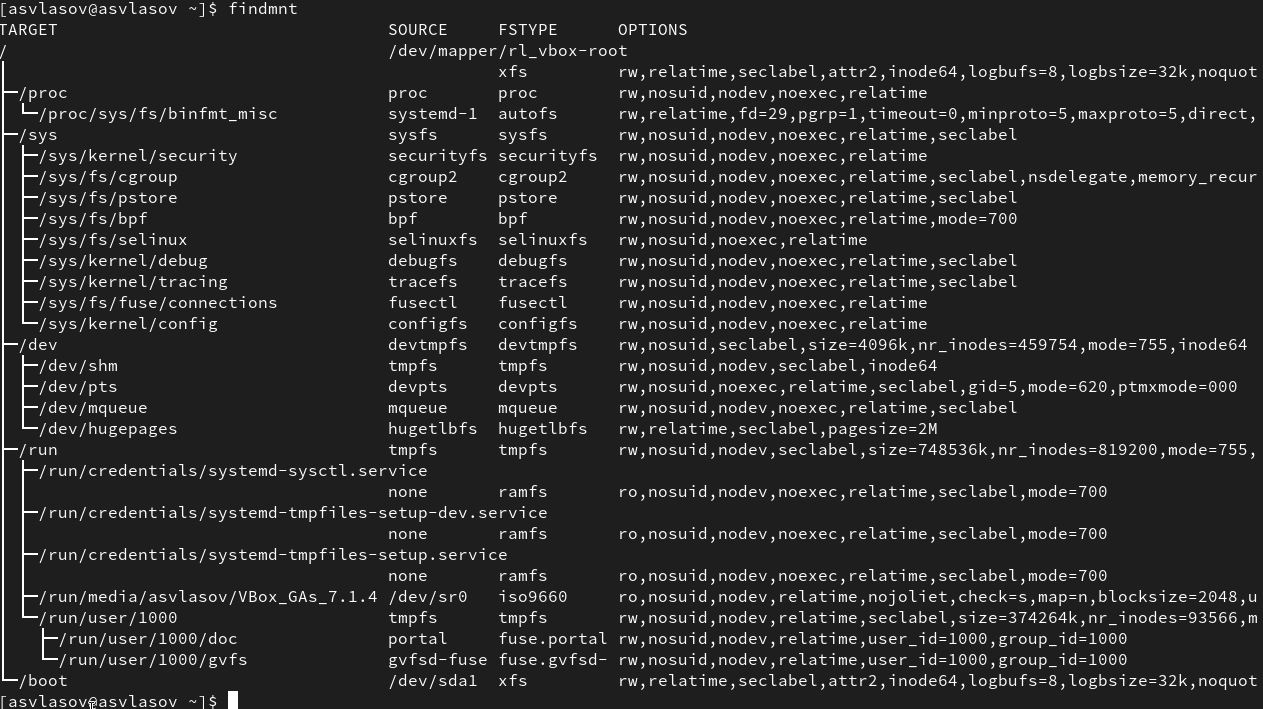 [asvlasov@asvlasov ~]$ findmnt
TARGET SOURCE FSTYPE OPTIONS
/ /dev/mapper/rl_vbox-root
xfs rw,relatime,seclabel,attr2,inode64,logbufs=8,logbsize=32k,noquot
├─/proc proc proc rw,nosuid,nodev,noexec,relatime
│ └─/proc/sys/fs/binfmt_misc systemd-1 autofs rw,relatime,fd=29,pgrp=1,timeout=0,minproto=5,maxproto=5,direct,
├─/sys sysfs sysfs rw,nosuid,nodev,noexec,relatime,seclabel
│ ├─/sys/kernel/security securityfs securityfs rw,nosuid,nodev,noexec,relatime
│ ├─/sys/fs/cgroup cgroup2 cgroup2 rw,nosuid,nodev,noexec,relatime,seclabel,nsdelegate,memory_recur
│ ├─/sys/fs/pstore pstore pstore rw,nosuid,nodev,noexec,relatime,seclabel
│ ├─/sys/fs/bpf bpf bpf rw,nosuid,nodev,noexec,relatime,mode=700
│ ├─/sys/fs/selinux selinuxfs selinuxfs rw,nosuid,noexec,relatime
│ ├─/sys/kernel/debug debugfs debugfs rw,nosuid,nodev,noexec,relatime,seclabel
│ ├─/sys/kernel/tracing tracefs tracefs rw,nosuid,nodev,noexec,relatime,seclabel
│ ├─/sys/fs/fuse/connections fusectl fusectl rw,nosuid,nodev,noexec,relatime
│ └─/sys/kernel/config configfs configfs rw,nosuid,nodev,noexec,relatime
├─/dev devtmpfs devtmpfs rw,nosuid,seclabel,size=4096k,nr_inodes=459754,mode=755,inode64
│ ├─/dev/shm tmpfs tmpfs rw,nosuid,nodev,seclabel,inode64
│ ├─/dev/pts devpts devpts rw,nosuid,noexec,relatime,seclabel,gid=5,mode=620,ptmxmode=000
│ ├─/dev/mqueue mqueue mqueue rw,nosuid,nodev,noexec,relatime,seclabel
│ └─/dev/hugepages hugetlbfs hugetlbfs rw,relatime,seclabel,pagesize=2M
├─/run tmpfs tmpfs rw,nosuid,nodev,seclabel,size=748536k,nr_inodes=819200,mode=755,
│ ├─/run/credentials/systemd-sysctl.service
│ │ none ramfs ro,nosuid,nodev,noexec,relatime,seclabel,mode=700
│ ├─/run/credentials/systemd-tmpfiles-setup-dev.service
│ │ none ramfs ro,nosuid,nodev,noexec,relatime,seclabel,mode=700
│ ├─/run/credentials/systemd-tmpfiles-setup.service
│ │ none ramfs ro,nosuid,nodev,noexec,relatime,seclabel,mode=700
│ ├─/run/media/asvlasov/VBox_GAs_7.1.4 /dev/sr0 iso9660 ro,nosuid,nodev,relatime,nojoliet,check=s,map=n,blocksize=2048,u
│ └─/run/user/1000 tmpfs tmpfs rw,nosuid,nodev,relatime,seclabel,size=374264k,nr_inodes=93566,m
│ ├─/run/user/1000/doc portal fuse.portal rw,nosuid,nodev,relatime,user_id=1000,group_id=1000
│ └─/run/user/1000/gvfs gvfsd-fuse fuse.gvfsd- rw,nosuid,nodev,relatime,user_id=1000,group_id=1000
└─/boot /dev/sda1 xfs rw,relatime,seclabel,attr2,inode64,logbufs=8,logbsize=32k,noquot
[asvlasov@asvlasov ~]$